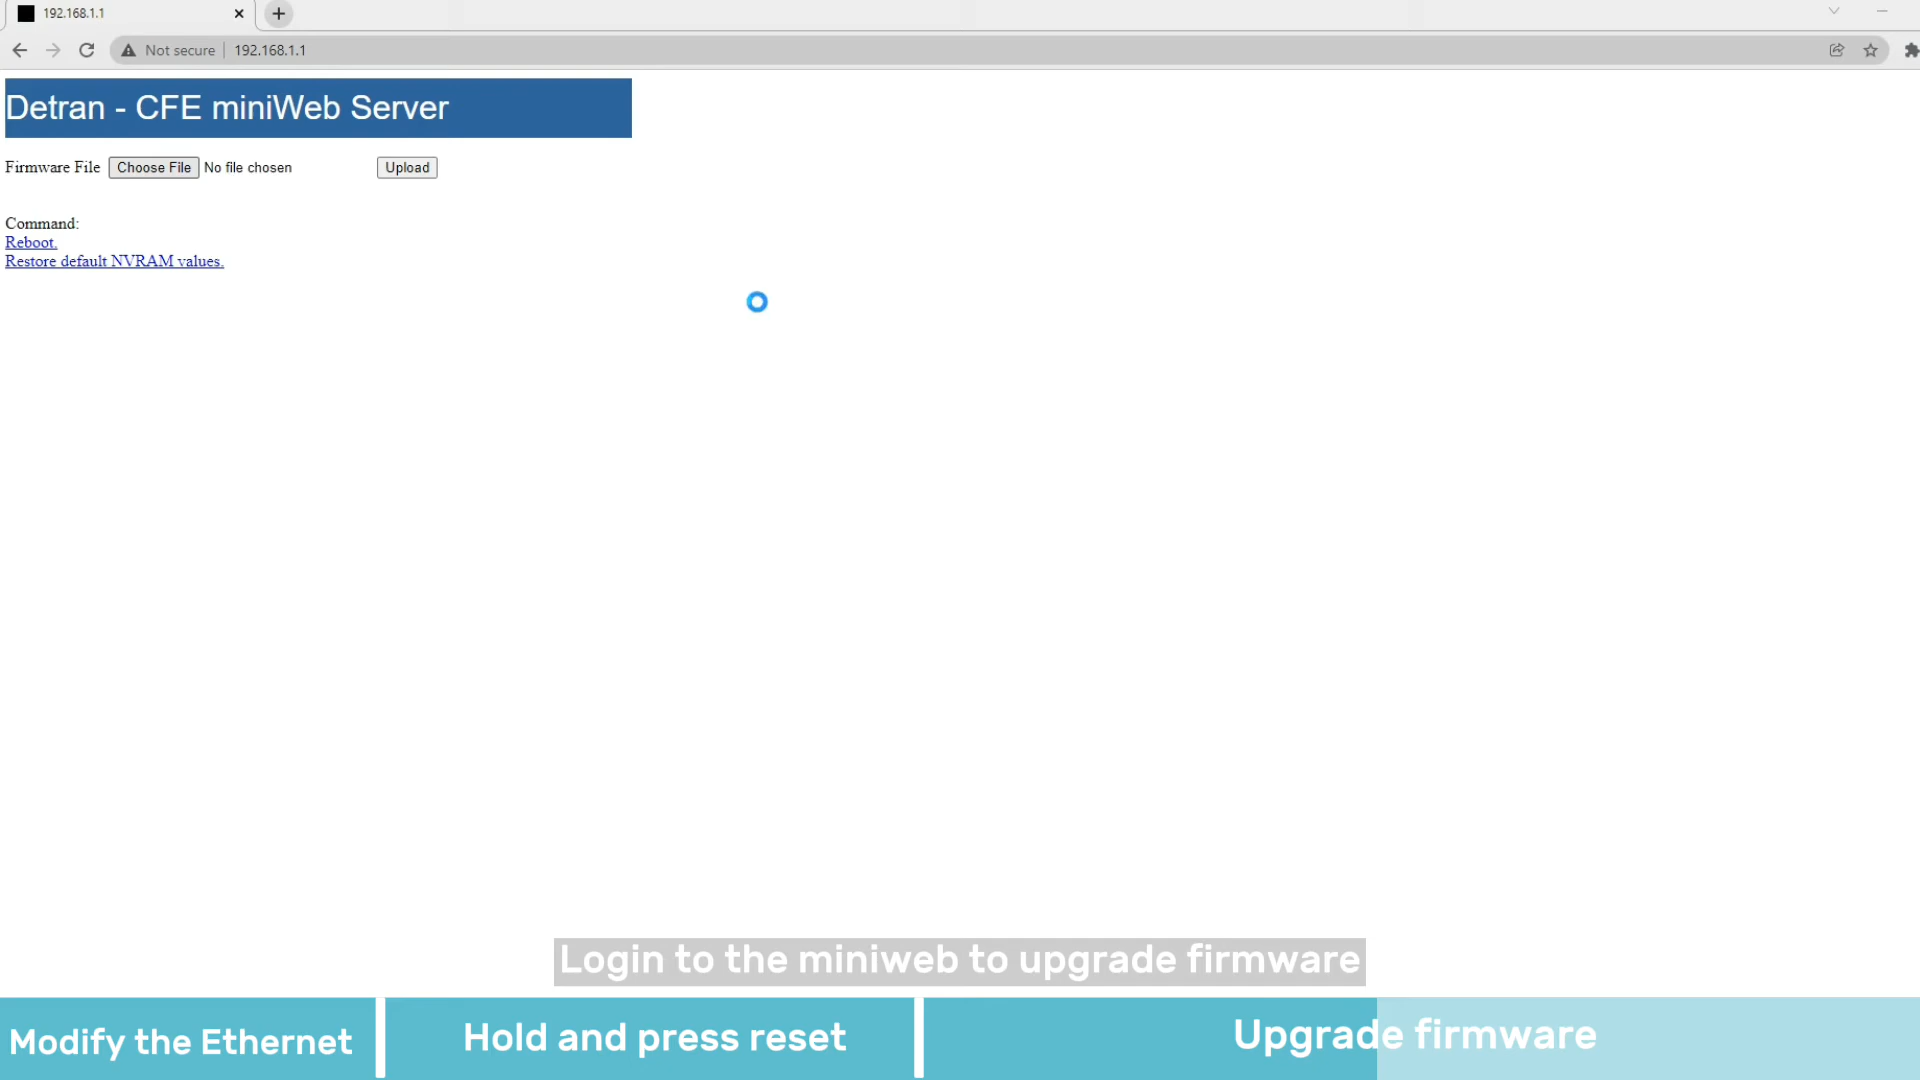 192.168.1.1
Not secure 192.168.1.1
Detran - CFE miniWeb Server
Firmware File Choose File No file chosen Upload
Command:
Reboot.
Restore default NVRAM values.
Login to the miniweb to upgrade firmware
Modify the Ethernet Hold and press reset Upgrade firmware